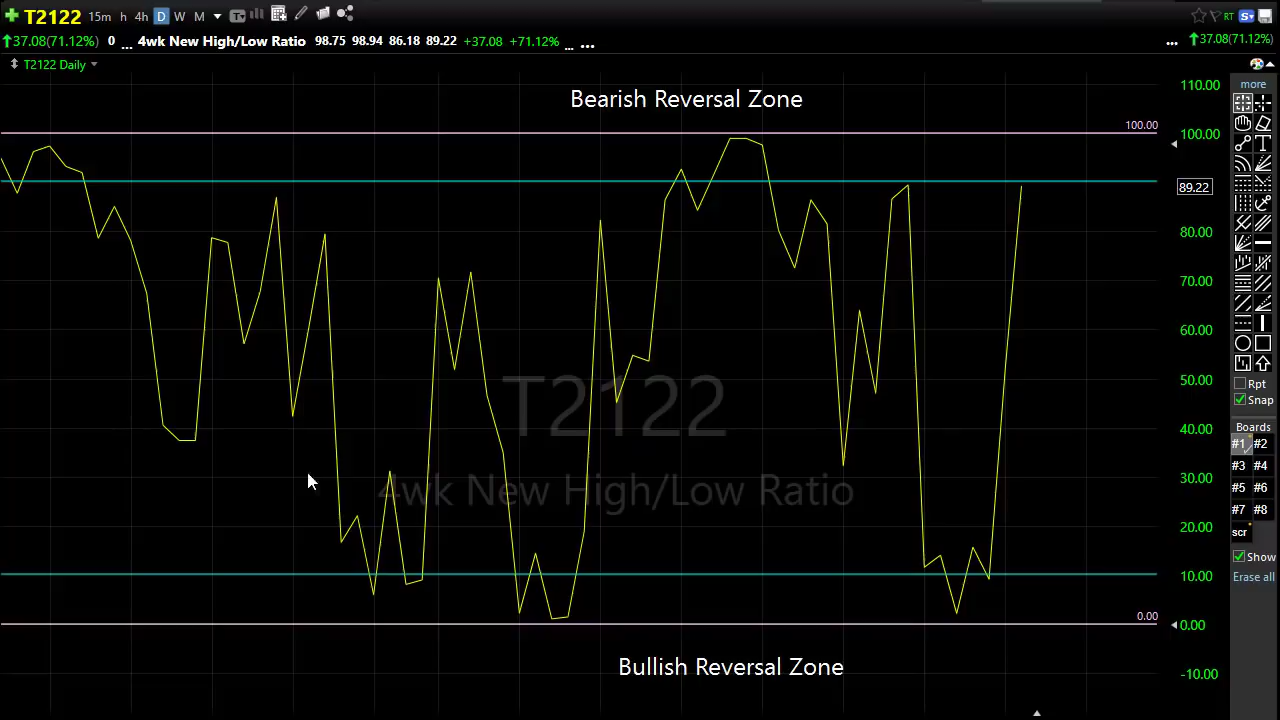 T2122 15m h 4h D W M RT
37.08(71.12%) 0 ... 4wk New High/Low Ratio 98.75 98.94 86.18 89.22 +37.08 +71.12% ... ... ... 37.08(71.12%)
T2122 Daily
more
Bearish Reversal Zone
110.00
100.00
100.00
89.22
80.00
70.00
60.00
50.00
40.00
30.00
20.00
10.00
0.00
0.00
-10.00
T2122
4wk New High/Low Ratio
Bullish Reversal Zone
Rpt
Snap
Boards
#1 #2
#3 #4
#5 #6
#7 #8
scr
Show
Erase all